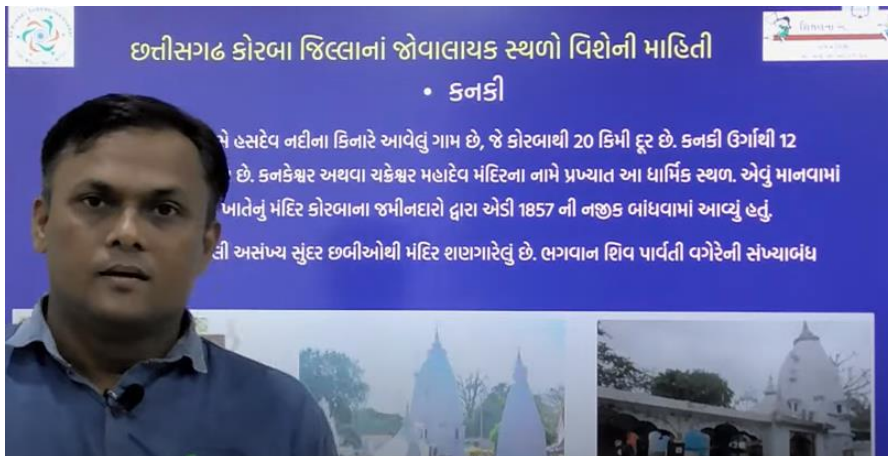 છત્તીસગઢ કોરબા જિલ્લાનાં જોવાલાયક સ્થળો વિશેની માહિતી
• કનકી
હસદેવ નદીના કિનારે આવેલું ગામ છે, જે કોરબાથી 20 કિમી દૂર છે. કનકી ઉર્ગાથી 12
છે. કનકેશ્વર અથવા ચક્રેશ્વર મહાદેવ મંદિરના નામે પ્રખ્યાત આ ધાર્મિક સ્થળ. એવું માનવામાં
ખાતેનું મંદિર કોરબાના જમીનદારો દ્વારા એડી 1857 ની નજીક બાંધવામાં આવ્યું હતું.
અસંખ્ય સુંદર છબીઓથી મંદિર શણગારેલું છે. ભગવાન શિવ પાર્વતી વગેરેની સંખ્યાબંધ